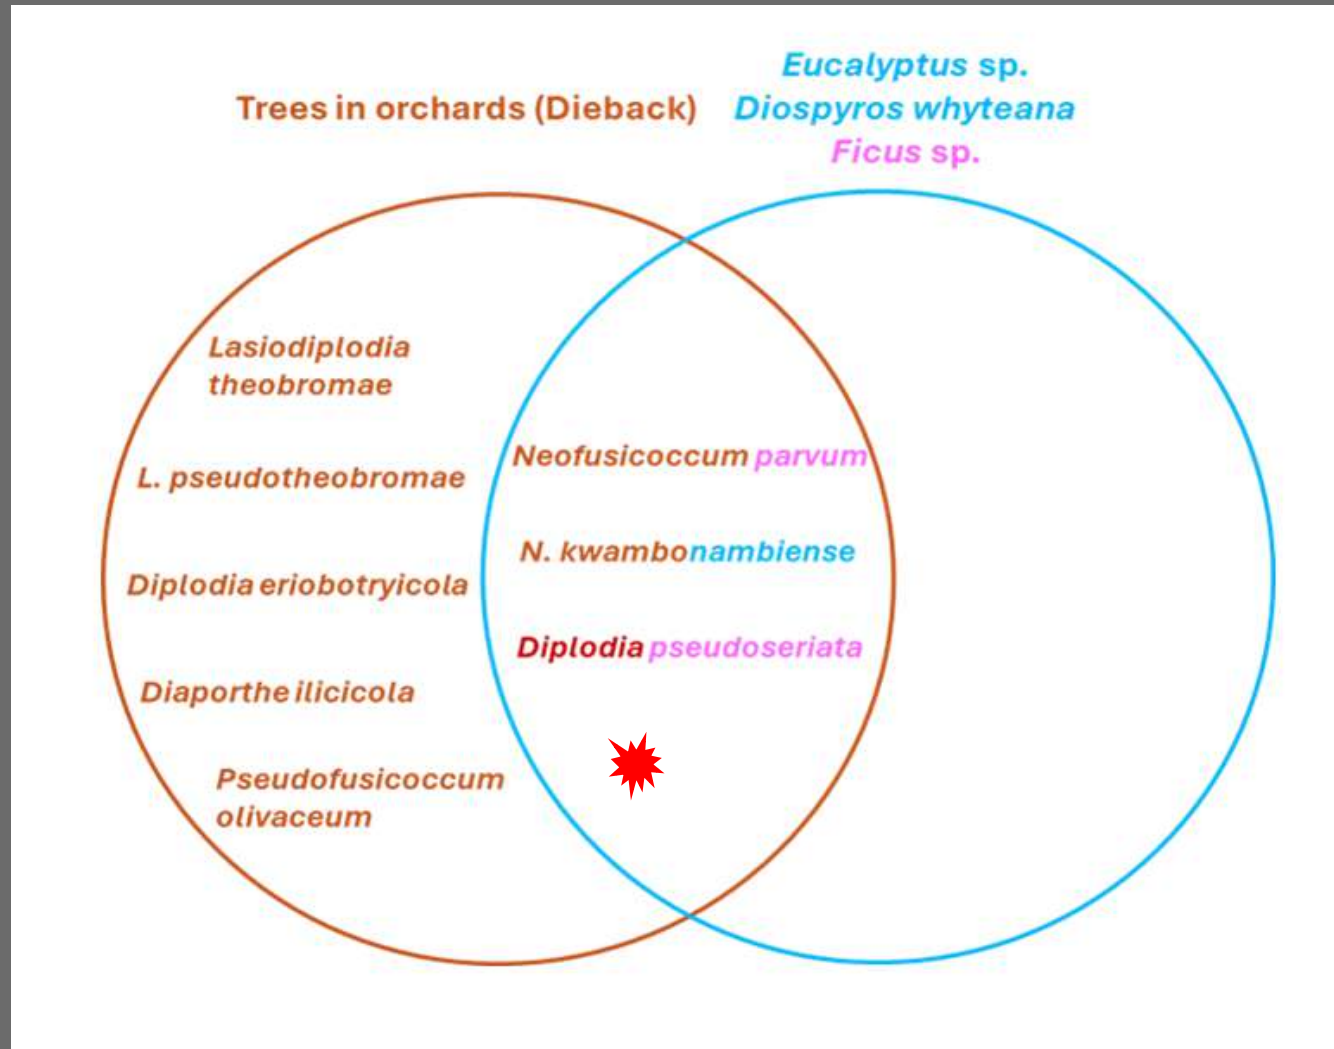 Trees in orchards (Dieback)
Eucalyptus sp.
Diospyros whyteana
Ficus sp.
Lasiodiplodia
theobromae
L. pseudotheobromae
Diplodia eriobotryicola
Diaporthe ilicicola
Pseudofusicoccum
olivaceum
Neofusicoccum parvum
N. kwambonambiense
Diplodia pseudoseriata